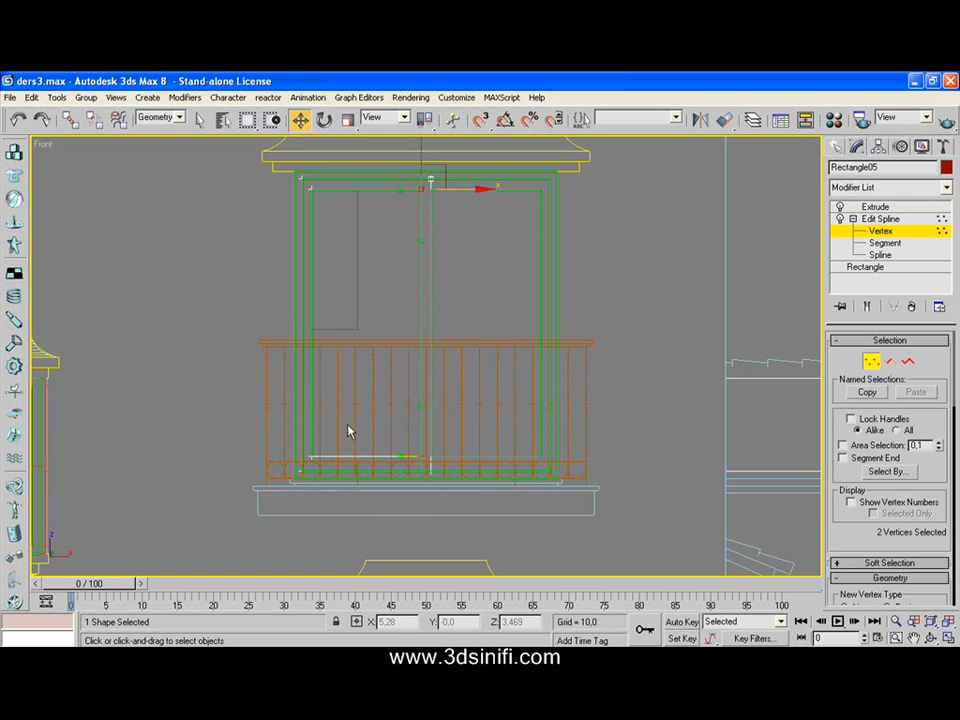 ders3.max - Autodesk 3ds Max 8 - Stand-alone License
File Edit Tools Group Views Create Modifiers Character reactor Animation Graph Editors Rendering Customize MAXScript Help
Geometry View View
Front
x
Rectangle05
Modifier List
Extrude
Edit Spline
Vertex
Segment
Spline
Rectangle
- Selection
Named Selections:
Copy Paste
Lock Handles
Alike All
Area Selection: 0,1
Segment End
Select By...
Display
Show Vertex Numbers
Selected Only
2 Vertices Selected
+ Soft Selection
- Geometry
New Vertex Type
z
x
< 0 / 100 >
0 5 10 15 20 25 30 35 40 45 50 55 60 65 70 75 80 85 90 95 100
1 Shape Selected X: 5,28 Y: -0,0 Z: 3,469 Grid = 10,0 Auto Key Selected
Click or click-and-drag to select objects Add Time Tag Set Key Key Filters... 0
www.3dsinifi.com